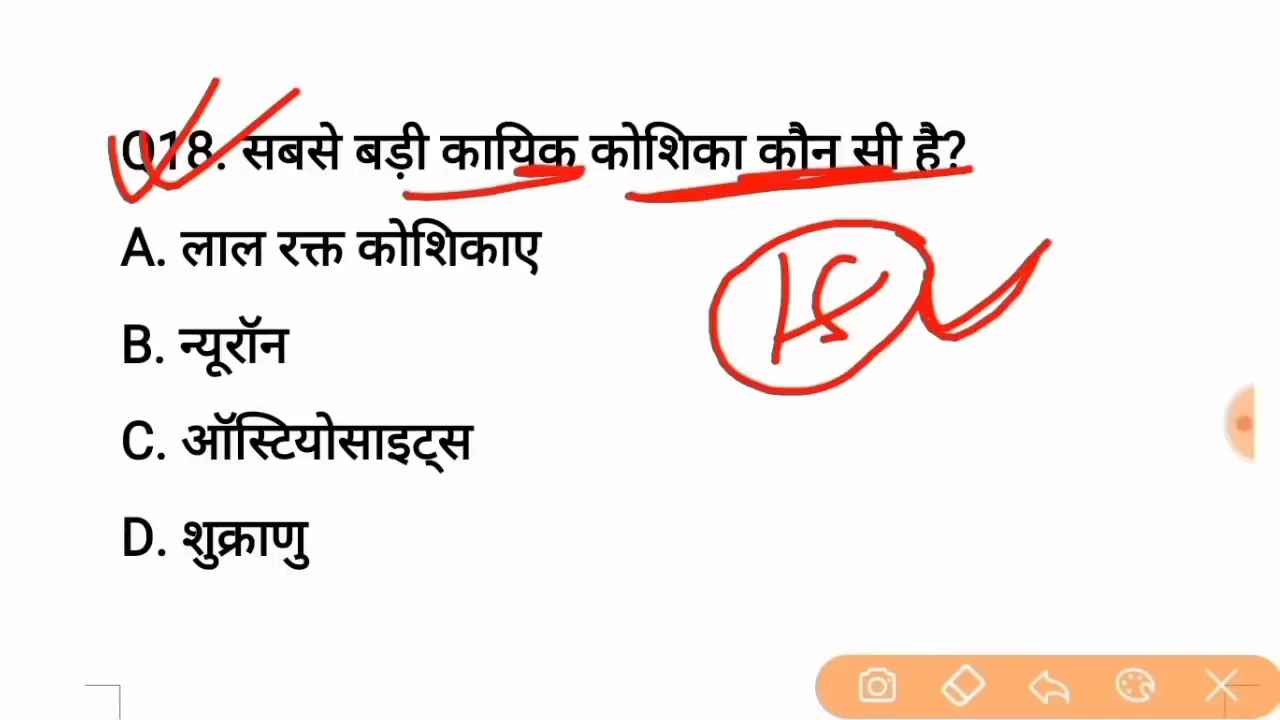 Q18. सबसे बड़ी कायिक कोशिका कौन सी है?
A. लाल रक्त कोशिकाए
B. न्यूरॉन
C. ऑस्टियोसाइट्स
D. शुक्राणु